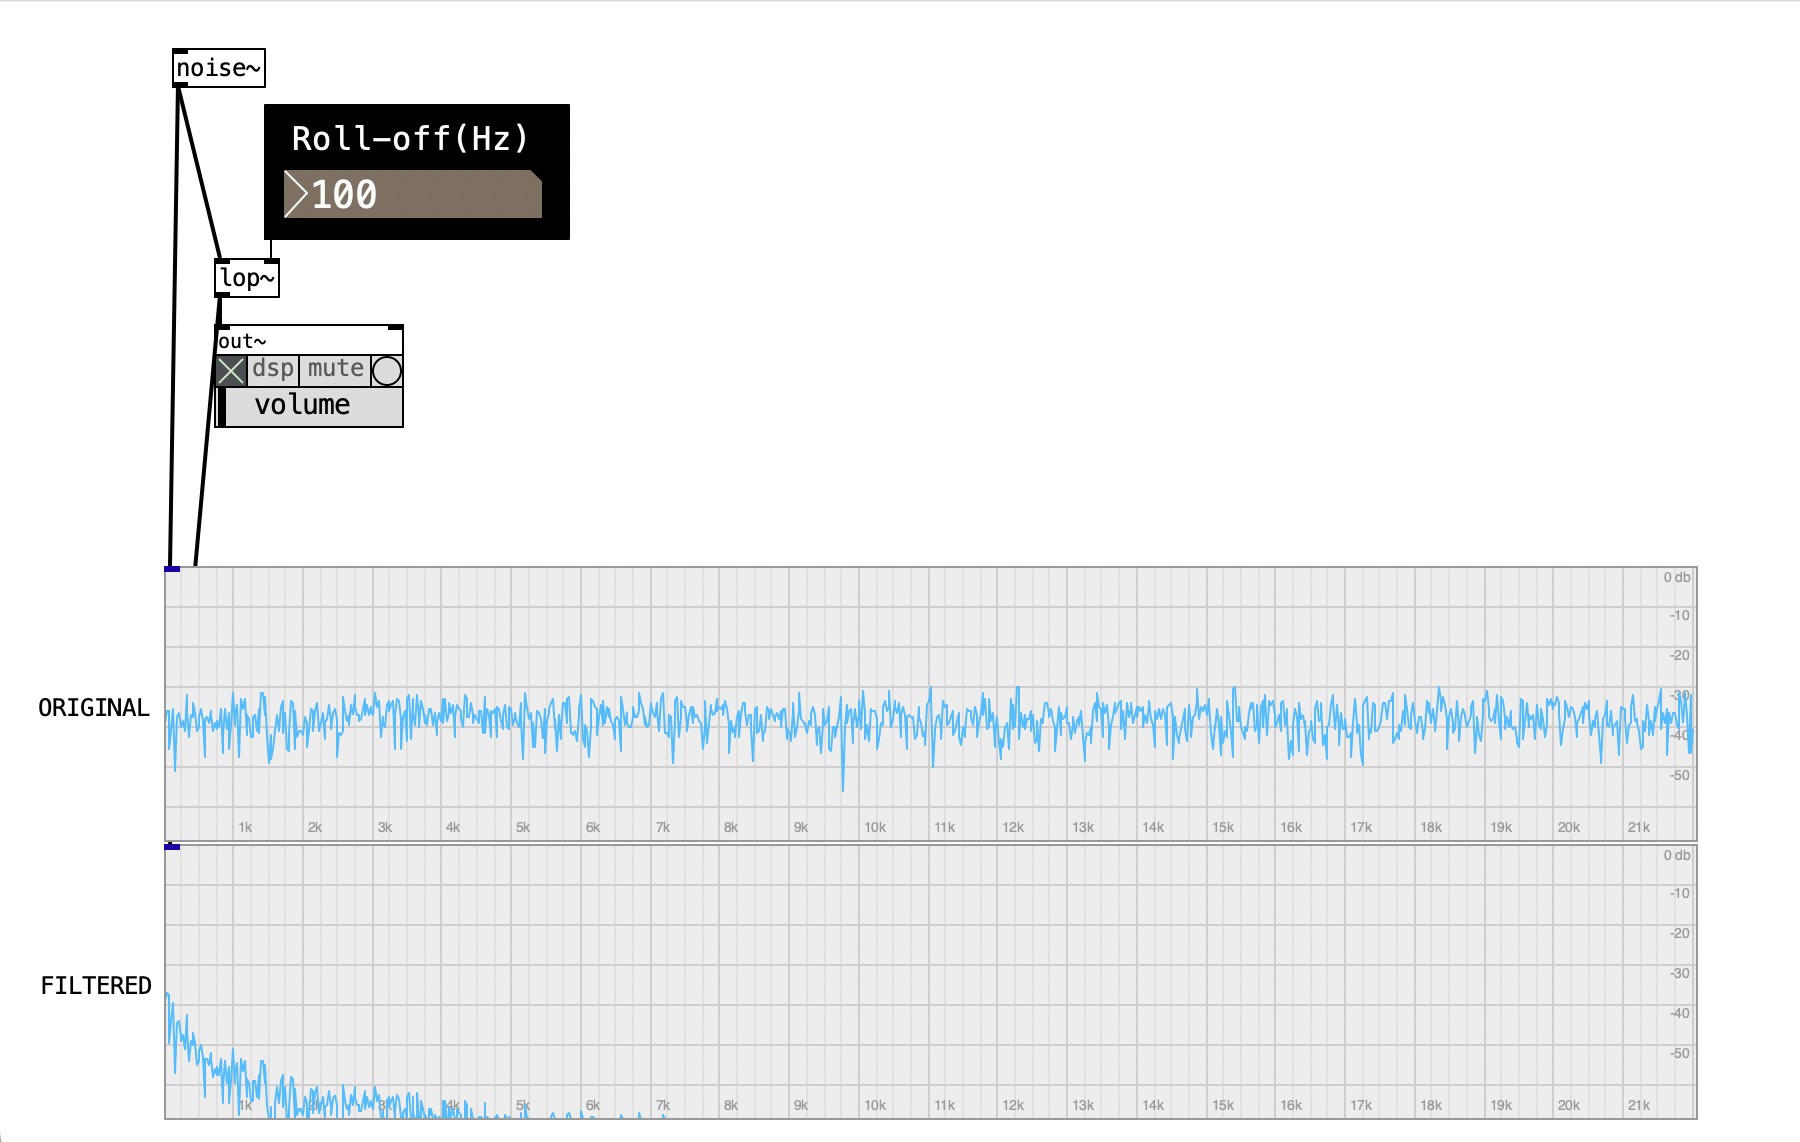 noise~
Roll-off(Hz)
100
lop~
out~
dsp mute
volume
ORIGINAL
0 db
-10
-20
-30
-40
-50
1k 2k 3k 4k 5k 6k 7k 8k 9k 10k 11k 12k 13k 14k 15k 16k 17k 18k 19k 20k 21k
FILTERED
0 db
-10
-20
-30
-40
-50
1k 2k 3k 4k 5k 6k 7k 8k 9k 10k 11k 12k 13k 14k 15k 16k 17k 18k 19k 20k 21k